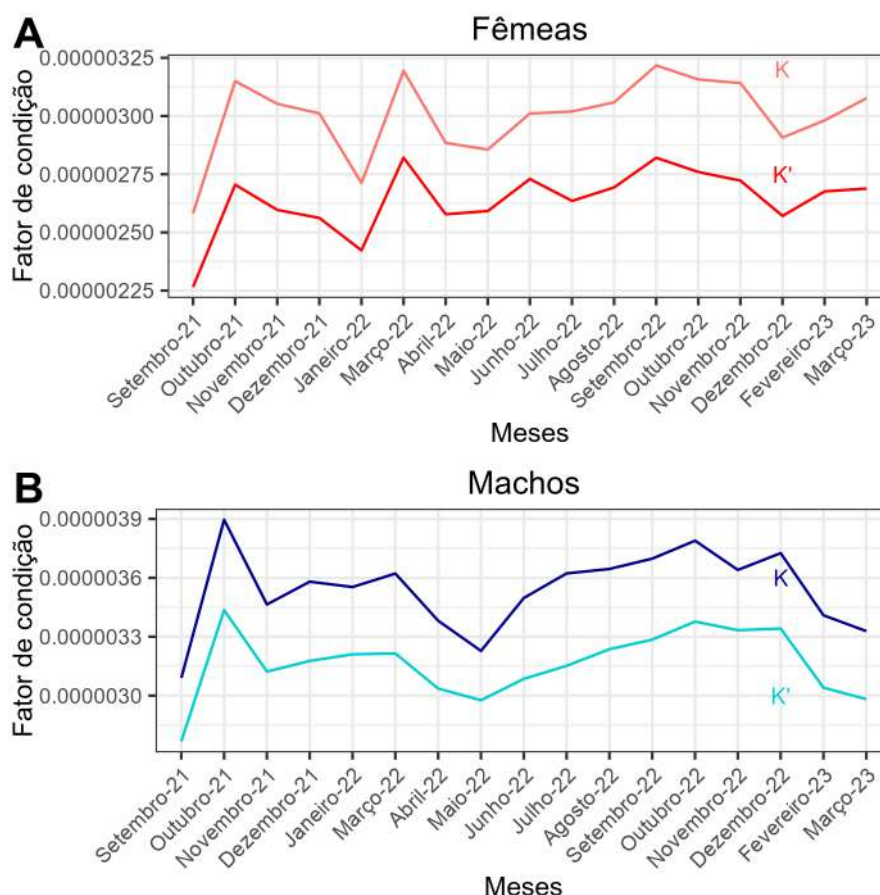 A
Fêmeas
Fator de condição
0.00000325
0.00000300
0.00000275
0.00000250
0.00000225
K
K'
Setembro-21
Outubro-21
Novembro-21
Dezembro-21
Janeiro-22
Março-22
Abril-22
Maio-22
Junho-22
Julho-22
Agosto-22
Setembro-22
Outubro-22
Novembro-22
Dezembro-22
Fevereiro-23
Março-23
Meses
B
Machos
Fator de condição
0.0000039
0.0000036
0.0000033
0.0000030
K
K'
Setembro-21
Outubro-21
Novembro-21
Dezembro-21
Janeiro-22
Março-22
Abril-22
Maio-22
Junho-22
Julho-22
Agosto-22
Setembro-22
Outubro-22
Novembro-22
Dezembro-22
Fevereiro-23
Março-23
Meses